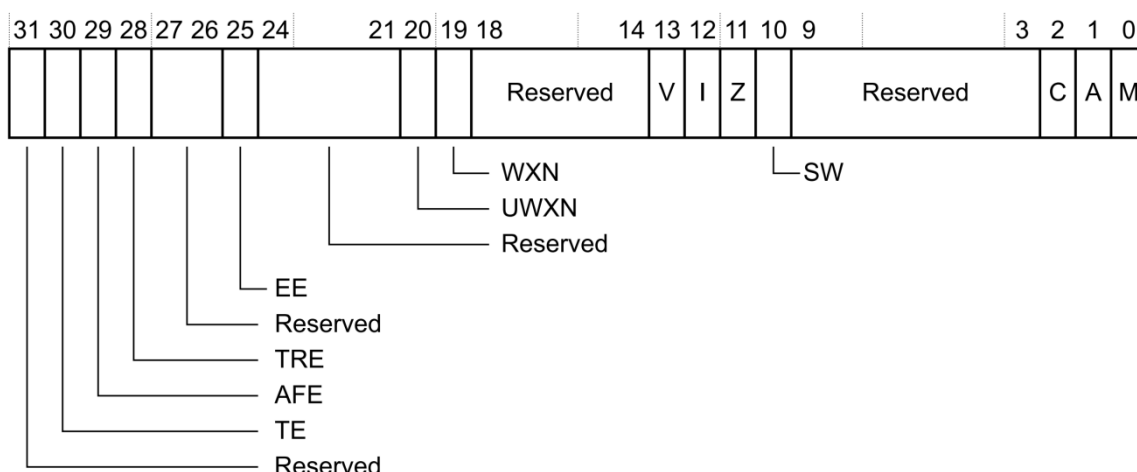 31 30 29 28 27 26 25 24 21 20 19 18 14 13 12 11 10 9 3 2 1 0
Reserved V I Z Reserved C A M
WXN SW
UWXN
Reserved
EE
Reserved
TRE
AFE
TE
Reserved